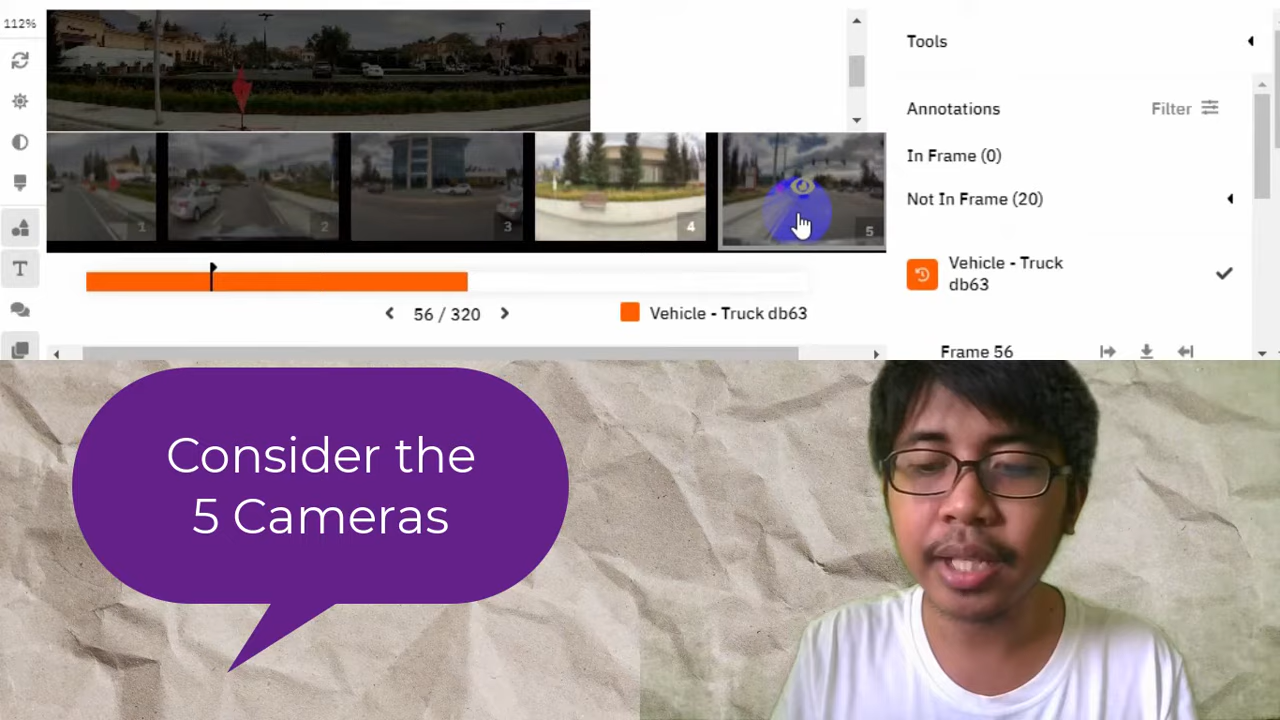 112%
Tools
Annotations
Filter
In Frame (0)
Not In Frame (20)
1
2
3
4
5
Vehicle - Truck
db63
56 / 320
Vehicle - Truck db63
Frame 56
Consider the
5 Cameras